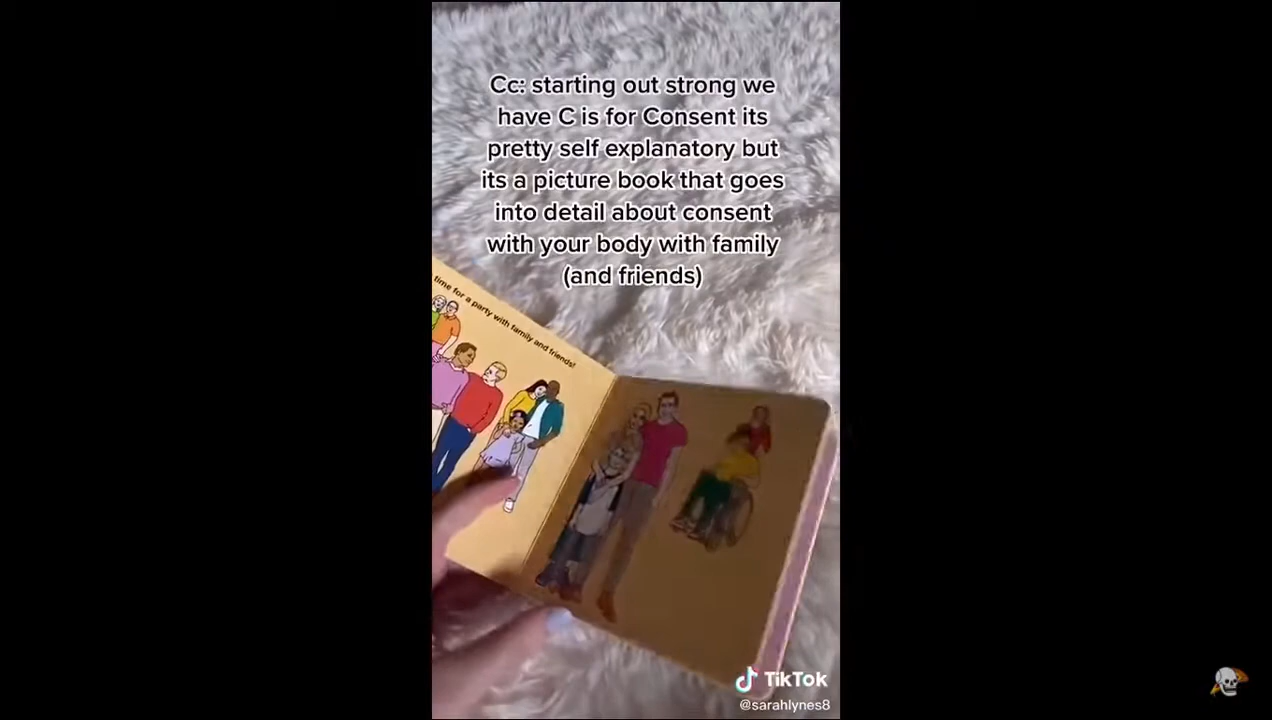 Cc: starting out strong we
have C is for Consent its
pretty self explanatory but
its a picture book that goes
into detail about consent
with your body with family
(and friends)
time for a party with family and friends!
TikTok
@sarahlynes8